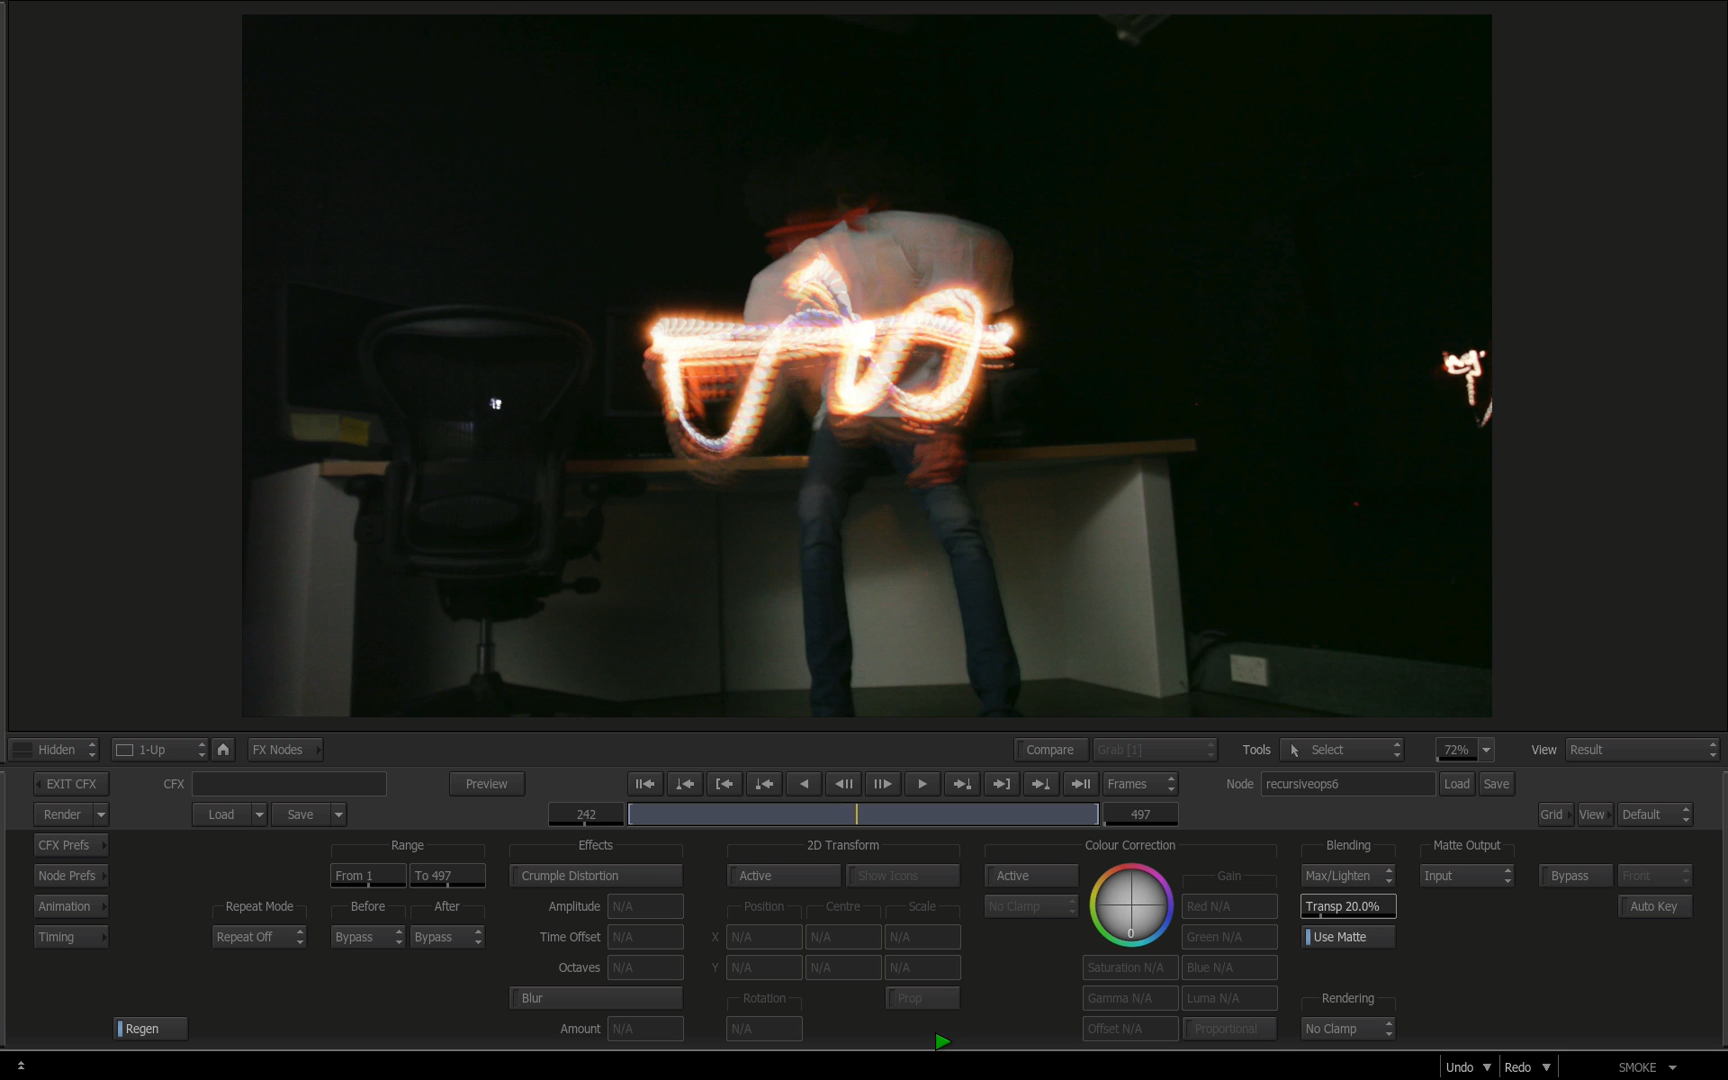 Hidden 1-Up FX Nodes Compare Grab [1] Tools Select 72% View Result
EXIT CFX CFX Preview Frames Node recursiveops6 Load Save
Render Load Save 242 497 Grid View Default
CFX Prefs Range Effects 2D Transform Colour Correction Blending Matte Output
Node Prefs From 1 To 497 Crumple Distortion Active Show Icons Active Gain Max/Lighten Input Bypass Front
Animation Repeat Mode Before After Amplitude N/A Position Centre Scale No Clamp Red N/A Transp 20.0% Auto Key
Timing Repeat Off Bypass Bypass Time Offset N/A X N/A N/A N/A 0 Green N/A Use Matte
Octaves N/A Y N/A N/A N/A Saturation N/A Blue N/A
Blur Rotation Prop Gamma N/A Luma N/A Rendering
Regen Amount N/A N/A Offset N/A Proportional No Clamp
Undo Redo SMOKE